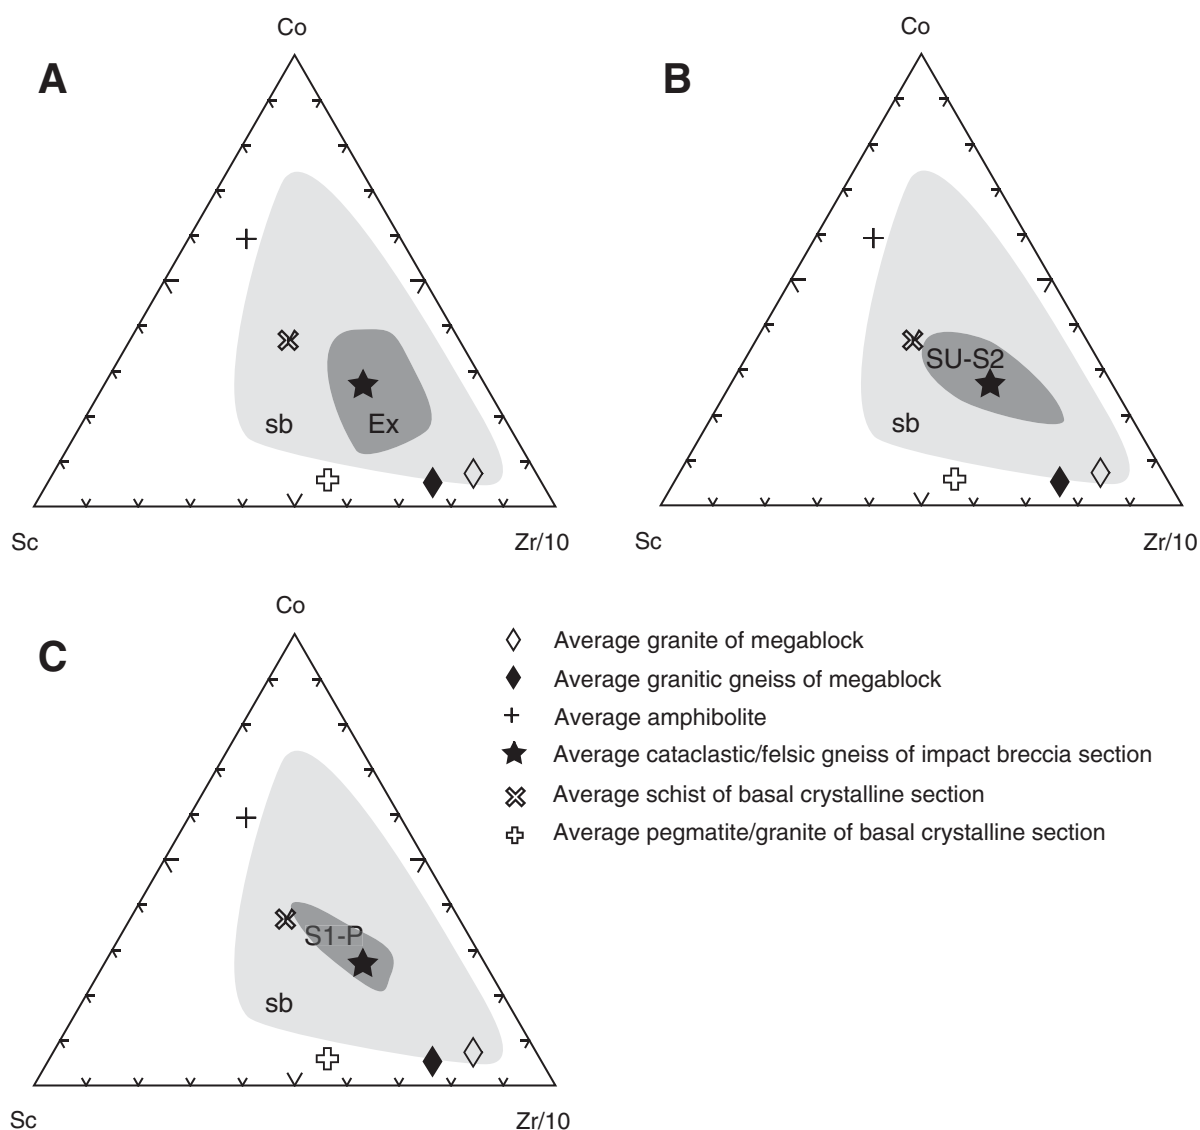 Co
A
sb
Ex
Sc
Zr/10
Co
B
SU-S2
sb
Sc
Zr/10
Co
C
S1-P
sb
Sc
Zr/10
Average granite of megablock
Average granitic gneiss of megablock
Average amphibolite
Average cataclastic/felsic gneiss of impact breccia section
Average schist of basal crystalline section
Average pegmatite/granite of basal crystalline section